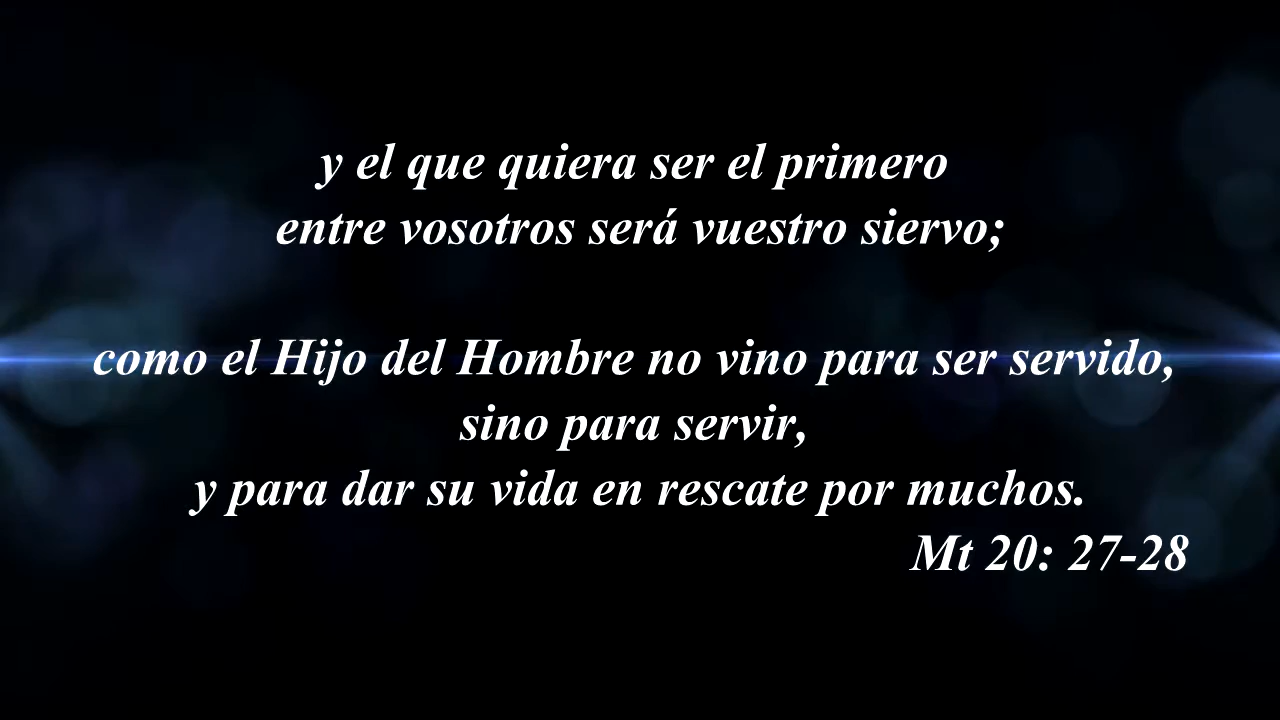 y el que quiera ser el primero
entre vosotros será vuestro siervo;
como el Hijo del Hombre no vino para ser servido,
sino para servir,
y para dar su vida en rescate por muchos.
Mt 20: 27-28